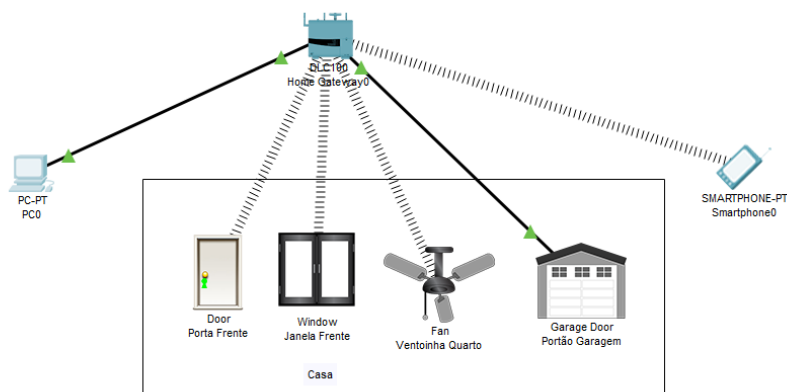 DLC100
Home Gateway0
PC-PT
PC0
SMARTPHONE-PT
Smartphone0
Door
Porta Frente
Window
Janela Frente
Fan
Ventoinha Quarto
Garage Door
Portão Garagem
Casa